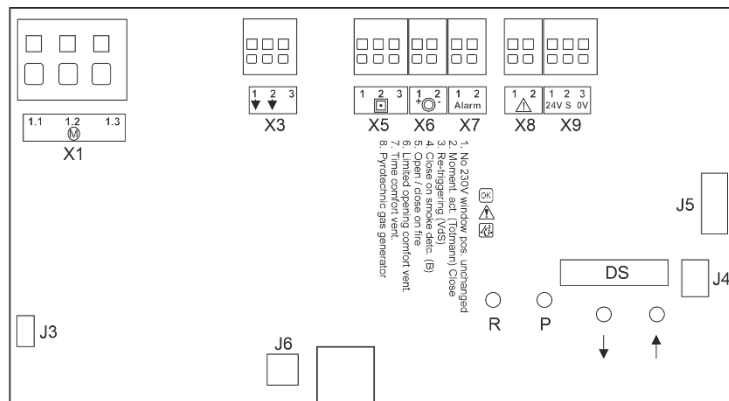 1.1 1.2 1.3
M
X1
1 2 3
X3
1 2 3
X5
1 2
+ -
X6
1 2
Alarm
X7
1 2
X8
1 2 3
24V S 0V
X9
1. No 230V window pos. unchanged
2. Moment. act. (Totmann) Close
3. Re-triggering (VdS)
4. Close on smoke detc. (B)
5. Open / close on fire
6. Limited opening comfort vent.
7. Time comfort vent.
8. Pyrotechnic gas generator
OK
J5
DS
J4
R P
J3
J6